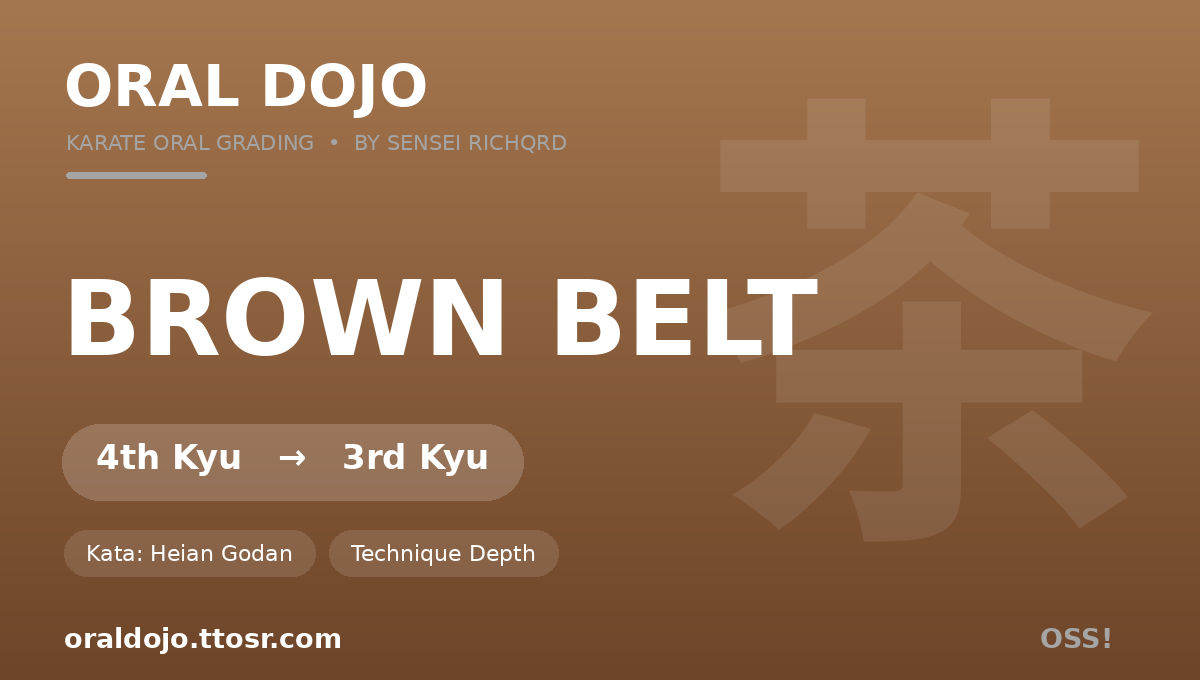 ORAL DOJO
KARATE ORAL GRADING • BY SENSEI RICHQRD
BROWN BELT
茶
4th Kyu → 3rd Kyu
Kata: Heian Godan
Technique Depth
oraldojo.ttosr.com
OSS!